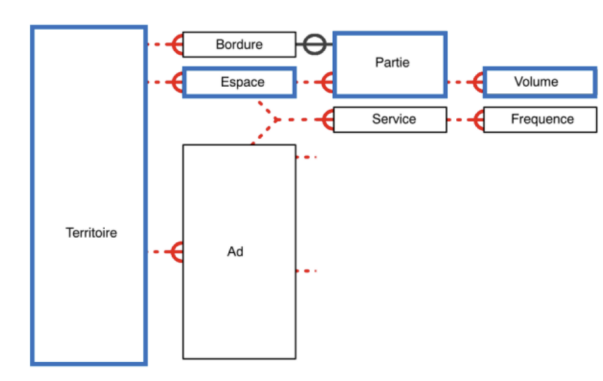 Bordure
Partie
Espace
Volume
Service
Frequence
Territoire
Ad